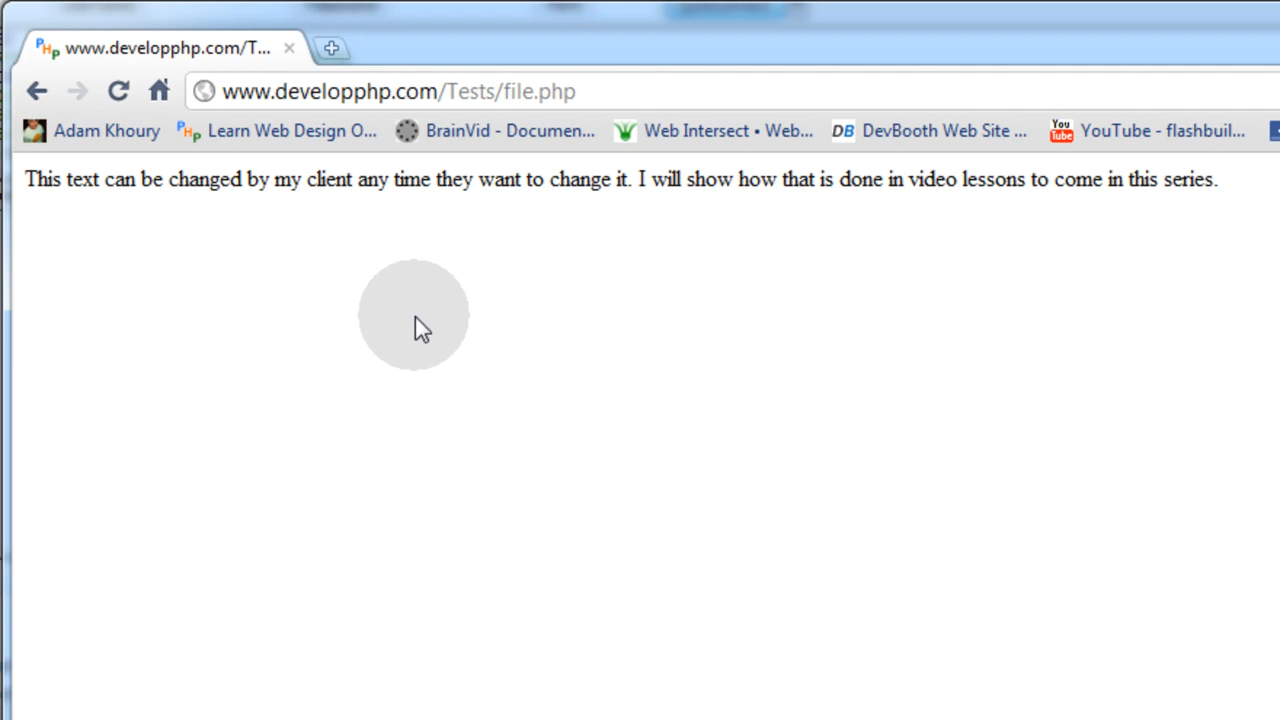 PHP www.developphp.com/T...
www.developphp.com/Tests/file.php
Adam Khoury PHP Learn Web Design O... BrainVid - Documen... Web Intersect • Web... DB DevBooth Web Site ... You Tube YouTube - flashbuil...
This text can be changed by my client any time they want to change it. I will show how that is done in video lessons to come in this series.